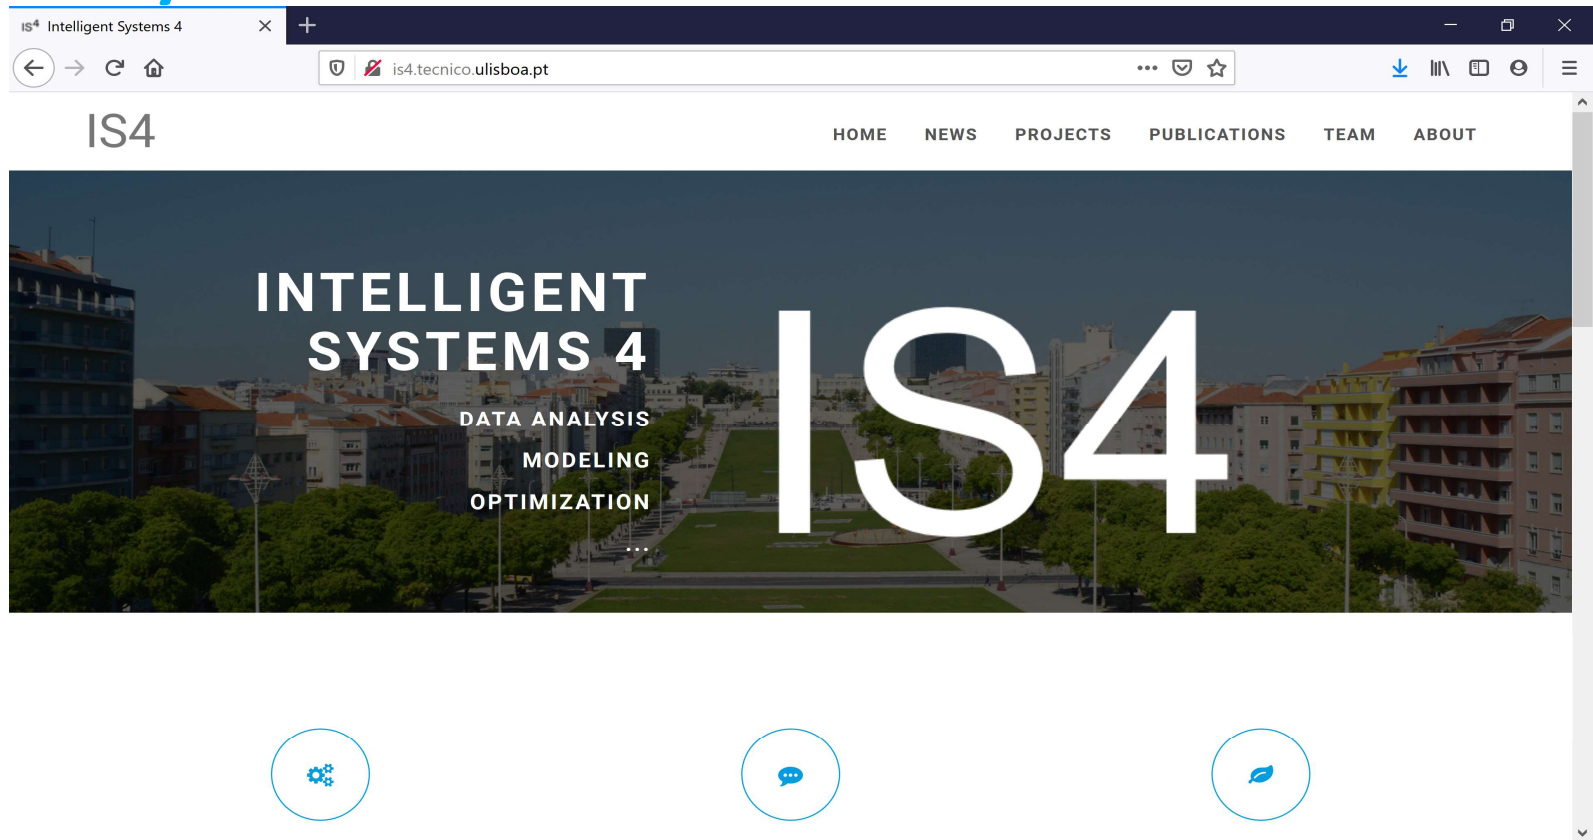 IS4 Intelligent Systems 4
is4.tecnico.ulisboa.pt
IS4
HOME NEWS PROJECTS PUBLICATIONS TEAM ABOUT
INTELLIGENT
SYSTEMS 4
DATA ANALYSIS
MODELING
OPTIMIZATION
...
IS4